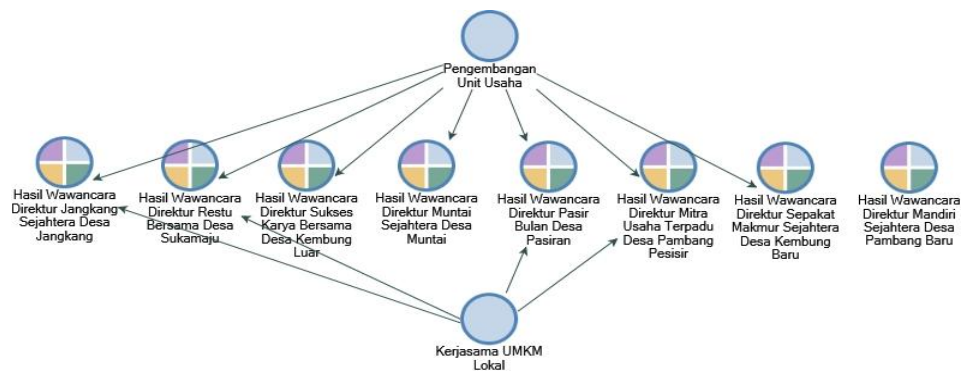 Pengembangan
Unit Usaha
Hasil Wawancara
Direktur Jangkang
Sejahtera Desa
Jangkang
Hasil Wawancara
Direktur Restu
Bersama Desa
Sukamaju
Hasil Wawancara
Direktur Sukses
Karya Bersama
Desa Kembung
Luar
Hasil Wawancara
Direktur Muntai
Sejahtera Desa
Muntai
Hasil Wawancara
Direktur Pasir
Bulan Desa
Pasiran
Hasil Wawancara
Direktur Mitra
Usaha Terpadu
Desa Pambang
Pesisir
Hasil Wawancara
Direktur Sepakat
Makmur Sejahtera
Desa Kembung
Baru
Hasil Wawancara
Direktur Mandiri
Sejahtera Desa
Pambang Baru
Kerjasama UMKM
Lokal